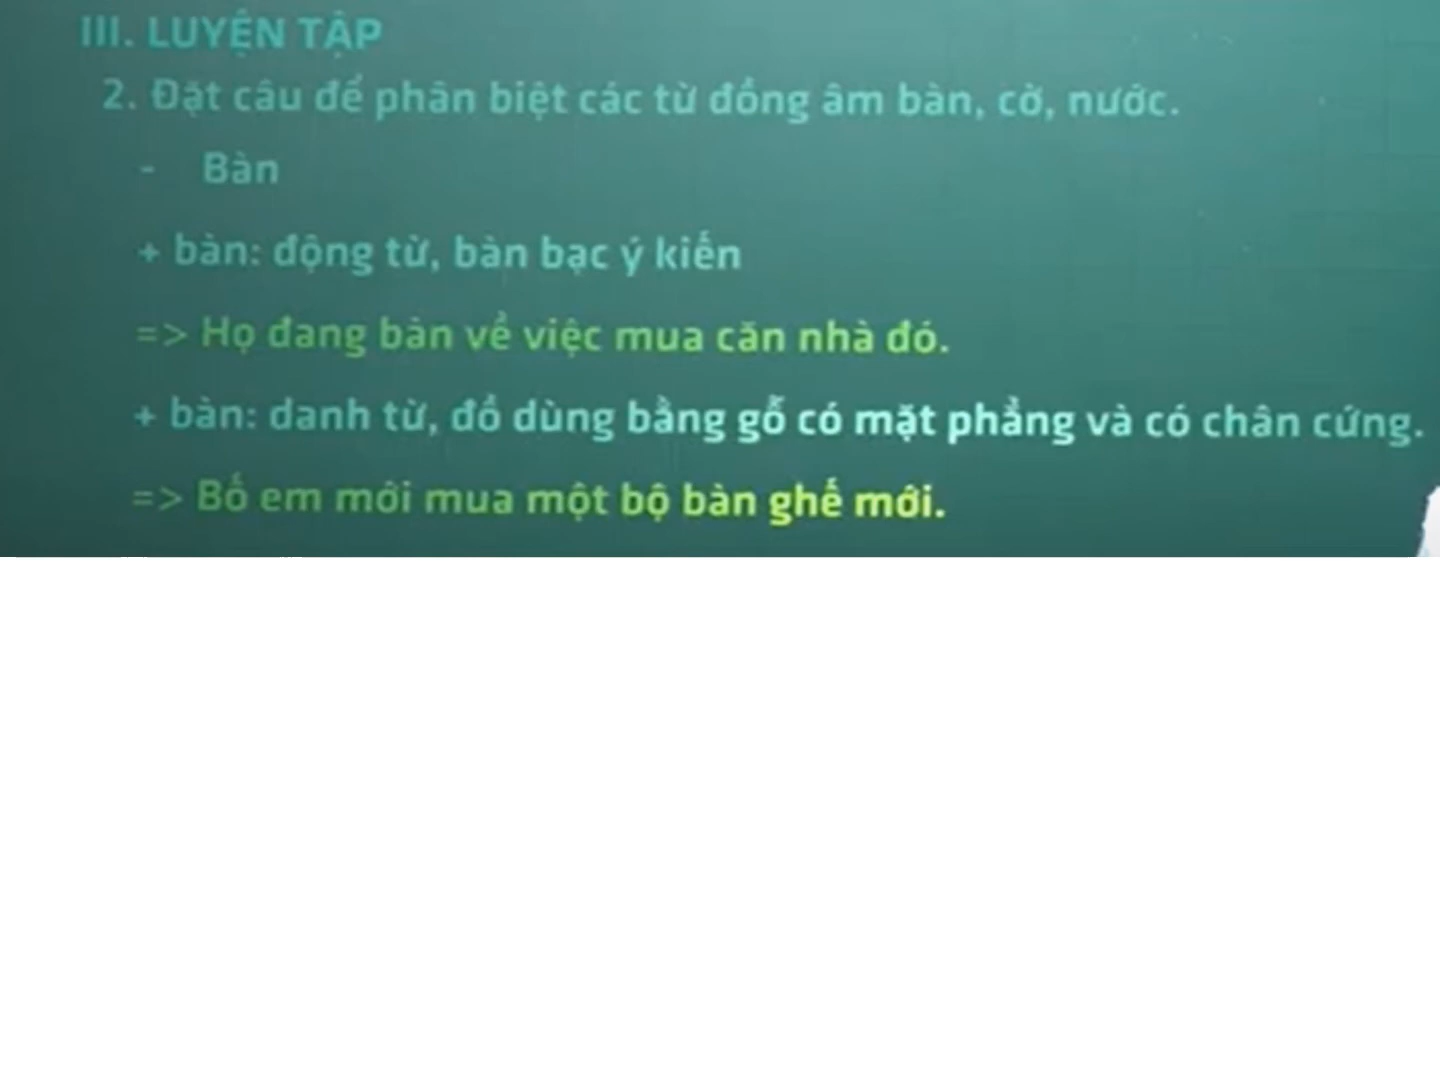 III. LUYỆN TẬP
2. Đặt câu để phân biệt các từ đồng âm bàn, cờ, nước.
- Bàn
+ bàn: động từ, bàn bạc ý kiến
=> Họ đang bàn về việc mua căn nhà đó.
+ bàn: danh từ, đồ dùng bằng gỗ có mặt phẳng và có chân cứng.
=> Bố em mới mua một bộ bàn ghế mới.